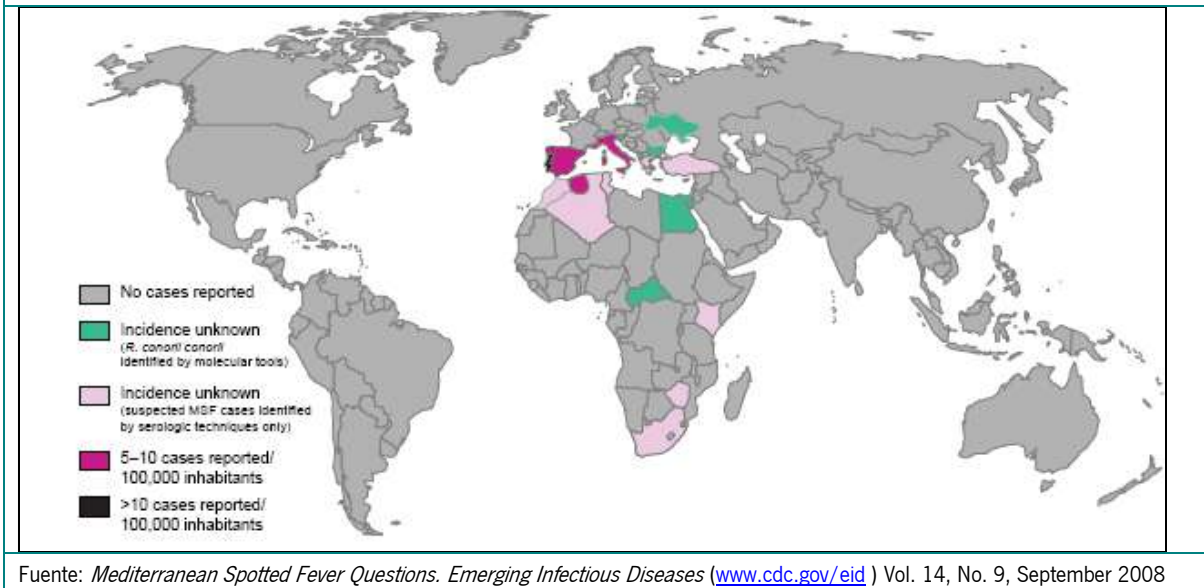 No cases reported
Incidence unknown
(R. conorii conorii
identified by molecular tools)
Incidence unknown
(suspected MSF cases identified
by serologic techniques only)
5–10 cases reported/
100,000 inhabitants
>10 cases reported/
100,000 inhabitants
Fuente: Mediterranean Spotted Fever Questions. Emerging Infectious Diseases (www.cdc.gov/eid ) Vol. 14, No. 9, September 2008